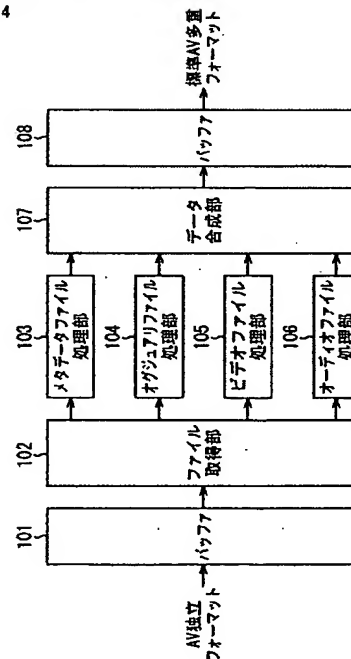 4
AV独立
フォーマット
101
バッファ
102
ファイル
取得部
103
メタデータファイル
処理部
104
オグジュアリファイル
処理部
105
ビデオファイル
処理部
106
オーディオファイル
処理部
107
データ
合成部
108
バッファ
標準AV多重
フォーマット